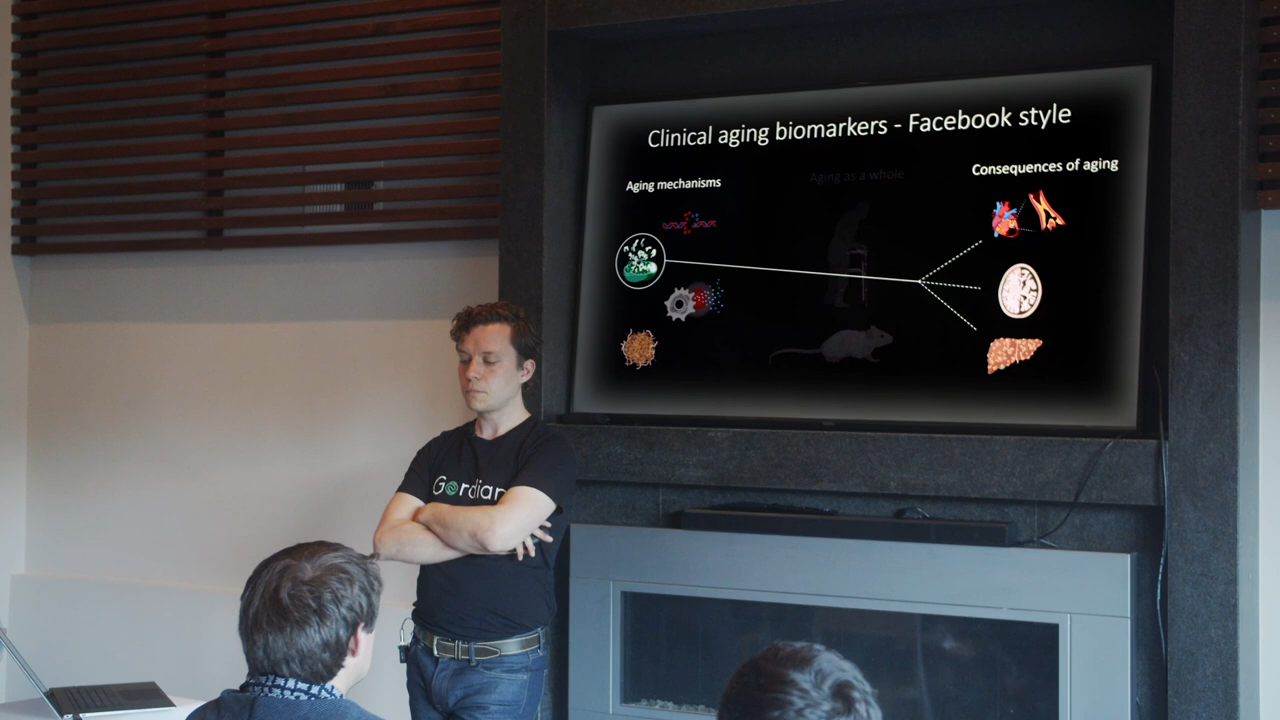 Clinical aging biomarkers - Facebook style
Aging mechanisms
Aging as a whole
Consequences of aging
Gordian